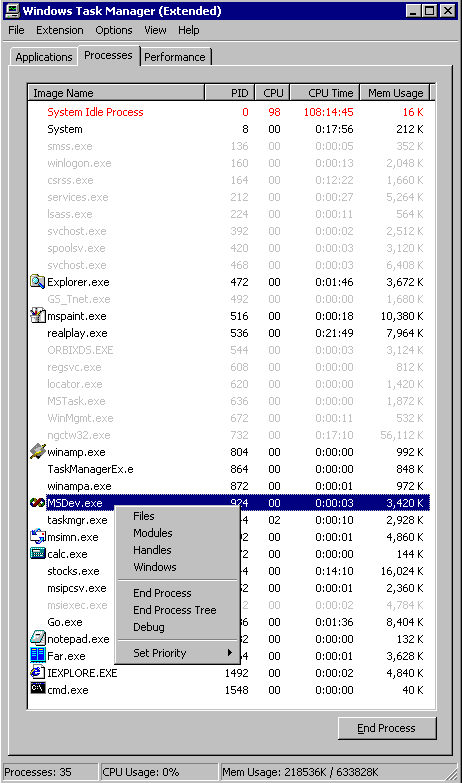 Windows Task Manager (Extended)
File Extension Options View Help
Applications Processes Performance
Image Name PID CPU CPU Time Mem Usage
System Idle Process 0 98 108:14:45 16 K
System 8 00 0:17:56 212 K
smss.exe 136 00 0:00:05 352 K
winlogon.exe 160 00 0:00:13 2,048 K
csrss.exe 164 00 0:12:22 1,660 K
services.exe 212 00 0:00:27 5,264 K
lsass.exe 224 00 0:00:11 564 K
svchost.exe 392 00 0:00:02 2,512 K
spoolsv.exe 420 00 0:00:03 3,120 K
svchost.exe 468 00 0:00:03 6,408 K
Explorer.exe 472 00 0:01:46 3,672 K
GS_Tnet.exe 492 00 0:00:00 1,680 K
mspaint.exe 516 00 0:00:18 10,380 K
realplay.exe 536 00 0:21:49 7,964 K
ORBIXDS.EXE 544 00 0:00:03 3,124 K
regsvc.exe 608 00 0:00:00 812 K
locator.exe 620 00 0:00:00 1,420 K
MSTask.exe 636 00 0:00:00 1,872 K
WinMgmt.exe 672 00 0:00:11 532 K
ngctw32.exe 732 00 0:17:10 56,112 K
winamp.exe 804 00 0:00:00 992 K
TaskManagerEx.e 864 00 0:00:00 848 K
winampa.exe 872 00 0:00:01 972 K
MSDev.exe 924 00 0:00:03 3,420 K
taskmgr.exe 4 02 0:00:10 2,928 K
msimn.exe 2 00 0:00:01 4,860 K
calc.exe 2 00 0:00:00 144 K
stocks.exe 4 00 0:14:10 16,024 K
msipcsv.exe 2 00 0:00:01 2,360 K
msiexec.exe 2 00 0:00:02 4,784 K
Go.exe 6 00 0:01:36 8,404 K
notepad.exe 2 00 0:00:00 132 K
Far.exe 4 00 0:00:01 3,628 K
IEXPLORE.EXE 1492 00 0:00:02 4,840 K
cmd.exe 1548 00 0:00:00 40 K
Files
Modules
Handles
Windows
End Process
End Process Tree
Debug
Set Priority
End Process
Processes: 35 CPU Usage: 0% Mem Usage: 218536K / 633828K